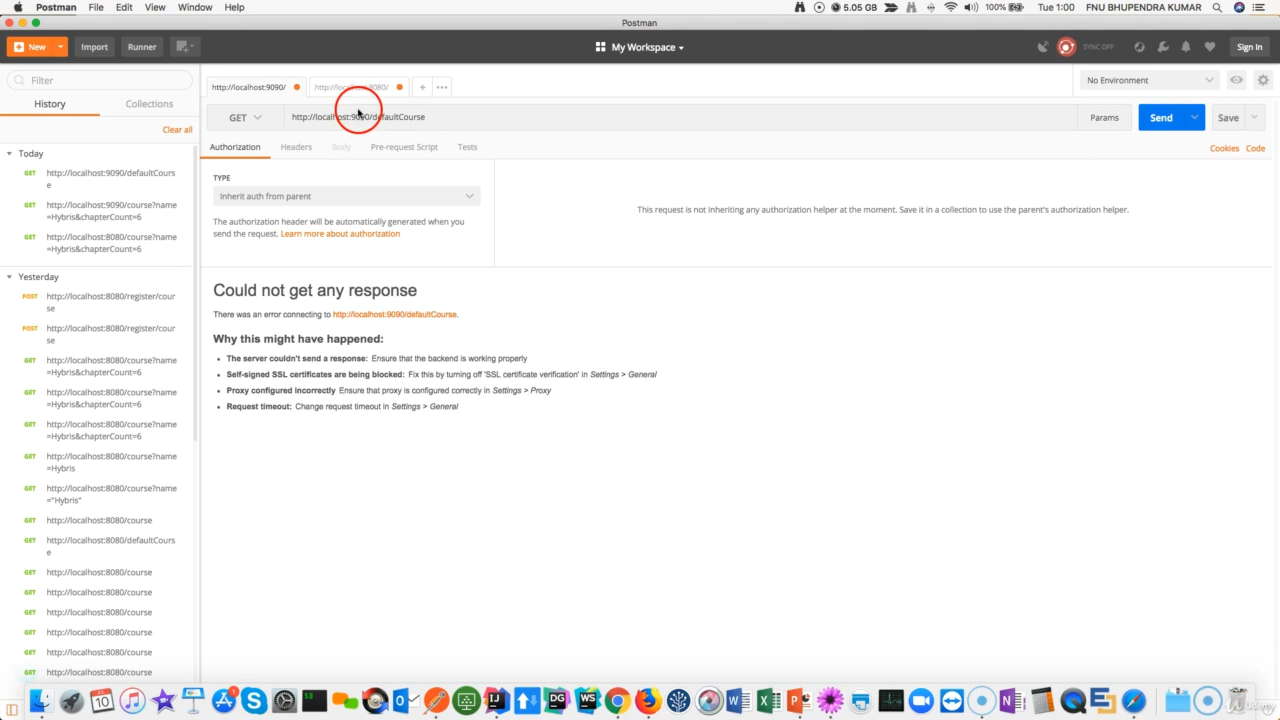 Postman File Edit View Window Help
5.05 GB 100% Tue 1:00 FNU BHUPENDRA KUMAR
Postman
New Import Runner My Workspace SYNC OFF Sign In
Filter
History Collections
Clear all
Today
GET http://localhost:9090/defaultCours
e
GET http://localhost:9090/course?name
=Hybris&chapterCount=6
GET http://localhost:8080/course?name
=Hybris&chapterCount=6
Yesterday
POST http://localhost:8080/register/cour
se
POST http://localhost:8080/register/cour
se
GET http://localhost:8080/course?name
=Hybris&chapterCount=6
GET http://localhost:8080/course?name
=Hybris&chapterCount=6
GET http://localhost:8080/course?name
=Hybris&chapterCount=6
GET http://localhost:8080/course?name
=Hybris
GET http://localhost:8080/course?name
="Hybris"
GET http://localhost:8080/course
GET http://localhost:8080/defaultCours
e
GET http://localhost:8080/course
GET http://localhost:8080/course
GET http://localhost:8080/course
GET http://localhost:8080/course
GET http://localhost:8080/course
GET http://localhost:8080/course
http://localhost:9090/ http://localhost:8080/ + ••• No Environment
GET http://localhost:9090/defaultCourse Params Send Save
Authorization Headers Body Pre-request Script Tests Cookies Code
TYPE
Inherit auth from parent
The authorization header will be automatically generated when you
send the request. Learn more about authorization
This request is not inheriting any authorization helper at the moment. Save it in a collection to use the parent's authorization helper.
Could not get any response
There was an error connecting to http://localhost:9090/defaultCourse.
Why this might have happened:
• The server couldn't send a response: Ensure that the backend is working properly
• Self-signed SSL certificates are being blocked: Fix this by turning off 'SSL certificate verification' in Settings > General
• Proxy configured incorrectly Ensure that proxy is configured correctly in Settings > Proxy
• Request timeout: Change request timeout in Settings > General
10 1 IJ DG WS
Udemy